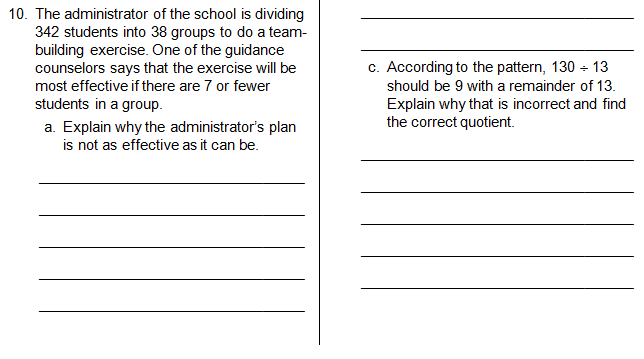 10. The administrator of the school is dividing
342 students into 38 groups to do a team-
building exercise. One of the guidance
counselors says that the exercise will be
most effective if there are 7 or fewer
students in a group.
a. Explain why the administrator's plan
is not as effective as it can be.
c. According to the pattern, 130 ÷ 13
should be 9 with a remainder of 13.
Explain why that is incorrect and find
the correct quotient.